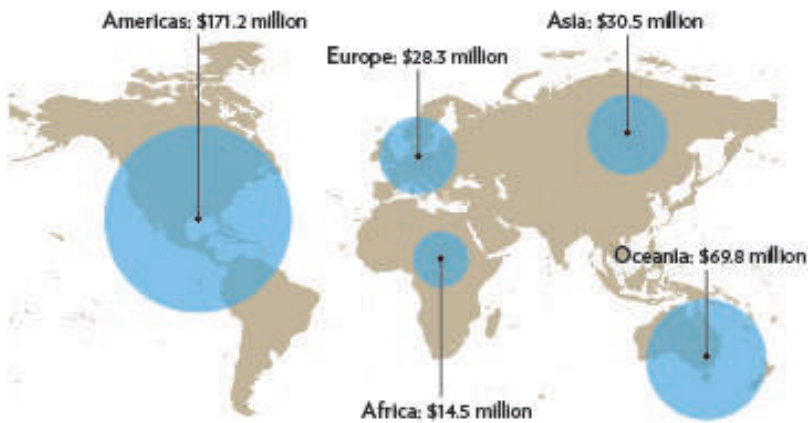 Americas: $171.2 million
Europe: $28.3 million
Asia: $30.5 million
Oceania: $69.8 million
Africa: $14.5 million